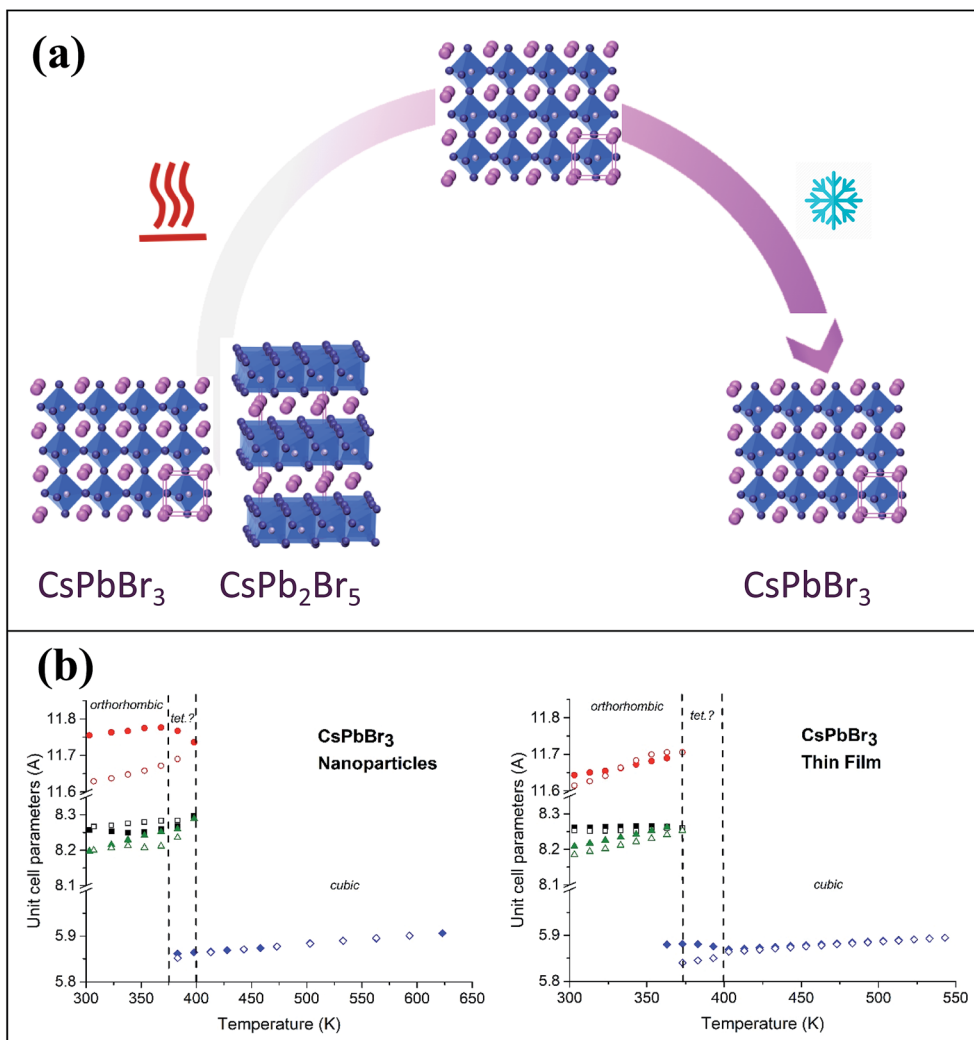 (a)
CsPbBr₃
CsPb₂Br₅
CsPbBr₃
(b)
orthorhombic
tet.?
CsPbBr₃
Nanoparticles
cubic
11.8
11.7
11.6
8.3
8.2
8.1
5.9
5.8
Unit cell parameters (A)
300 350 400 450 500 550 600 650
Temperature (K)
orthorhombic
tet.?
CsPbBr₃
Thin Film
cubic
11.8
11.7
11.6
8.3
8.2
8.1
5.9
5.8
Unit cell parameters (A)
300 350 400 450 500 550
Temperature (K)